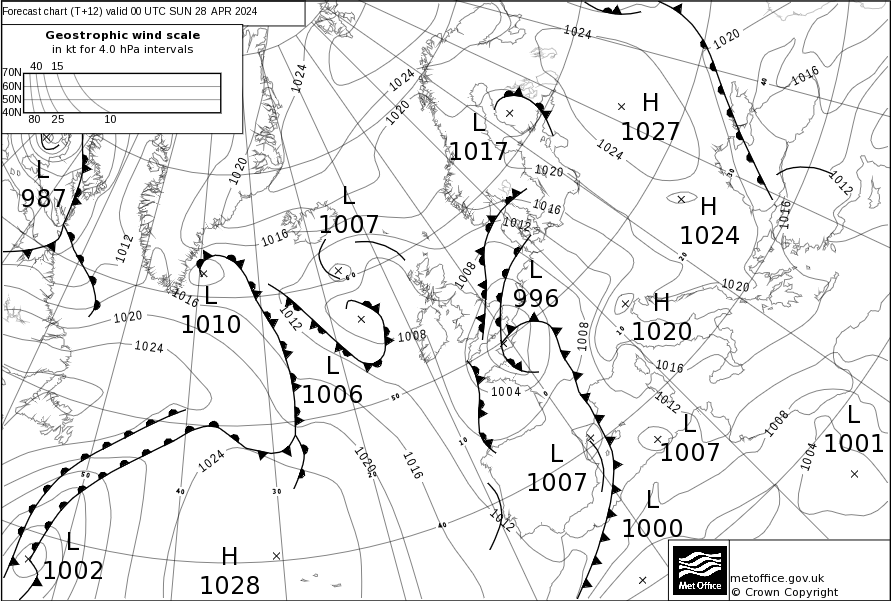 Forecast chart (T+12) valid 00 UTC SUN 28 APR 2024
Geostrophic wind scale
in kt for 4.0 hPa intervals
40 15
70N
60N
50N
40N
80 25 10
1024
1020
1024
1024
1020
1016
40
H
1027
L
1017
1020
1024
L
987
1020
1020
30
1012
L
1007
1016
1012
1016
H
1024
1016
1012
1016
1008
60
20
L
996
1020
1016
L
1010
1012
H
1020
10
1020
1008
1008
1024
L
1006
1016
50
1004
0
1012
1008
L
1007
L
1001
10
1004
1024
1020
1016
20
L
1007
50
40
30
L
1000
1012
40
L
1002
H
1028
Met Office
metoffice.gov.uk
© Crown Copyright